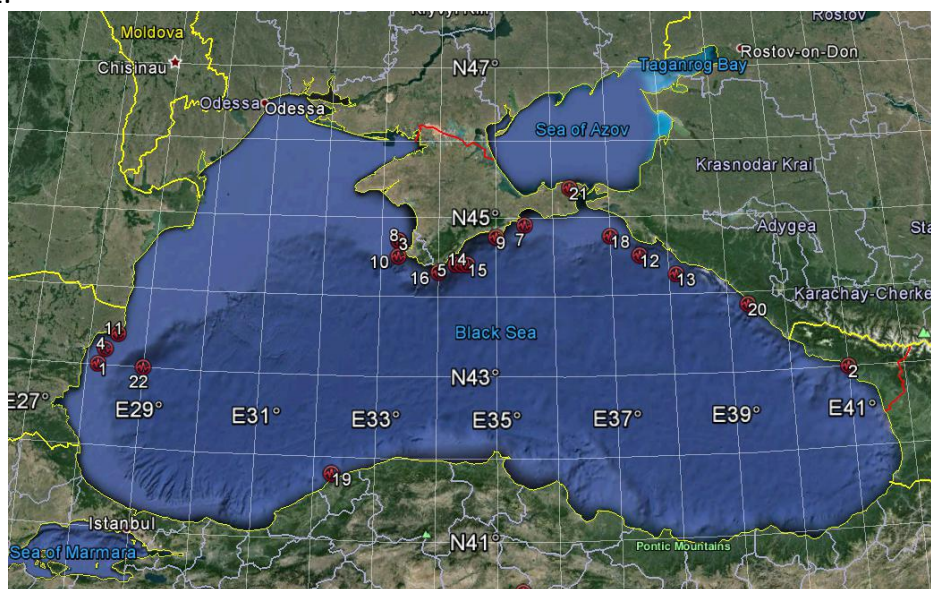 Rostov
Moldova
N47°
Rostov-on-Don
Chisinau
Taganrog Bay
Odessa
Odessa
Sea of Azov
Krasnodar Krai
21
N45°
Adygea
Sta
8
3
7
18
9
10
14
12
5
15
16
13
Karachay-Cherke
20
11
Black Sea
4
1
22
2
N43°
E27°
E29°
E31°
E33°
E35°
E37°
E39°
E41°
19
Istanbul
N41°
Sea of Marmara
Pontic Mountains